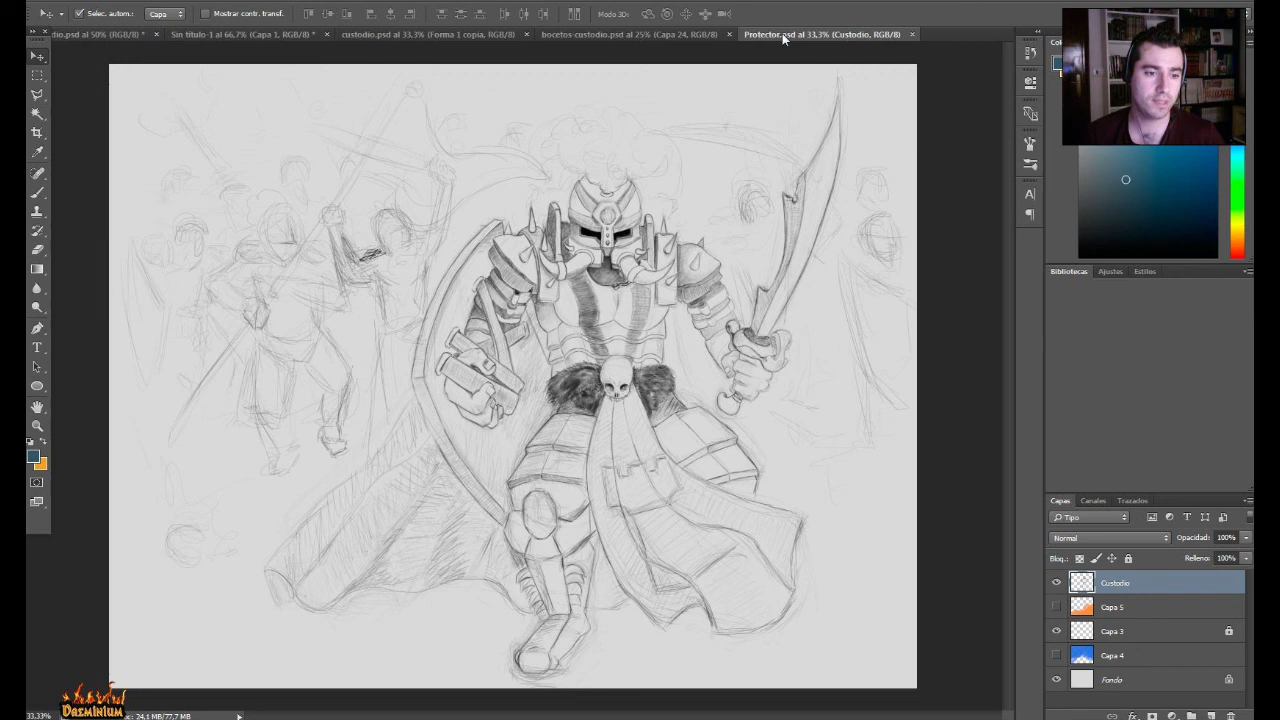 Selec. autom.: Capa Mostrar contr. transf. Modo 3D:
dio.psd al 50% (RGB/8) * × Sin título-1 al 66,7% (Capa 1, RGB/8) * × custodio.psd al 33,3% (Forma 1 copia, RGB/8) × bocetos-custodio.psd al 25% (Capa 24, RGB/8) × Protector.psd al 33,3% (Custodio, RGB/8) ×
Bibliotecas Ajustes Estilos
Capas Canales Trazados
Tipo
Normal Opacidad: 100%
Bloq.: Relleno: 100%
Custodio
Capa 5
Capa 3
Capa 4
Fondo
DAEMINIUM
33,33% 24,1 MB/77,7 MB